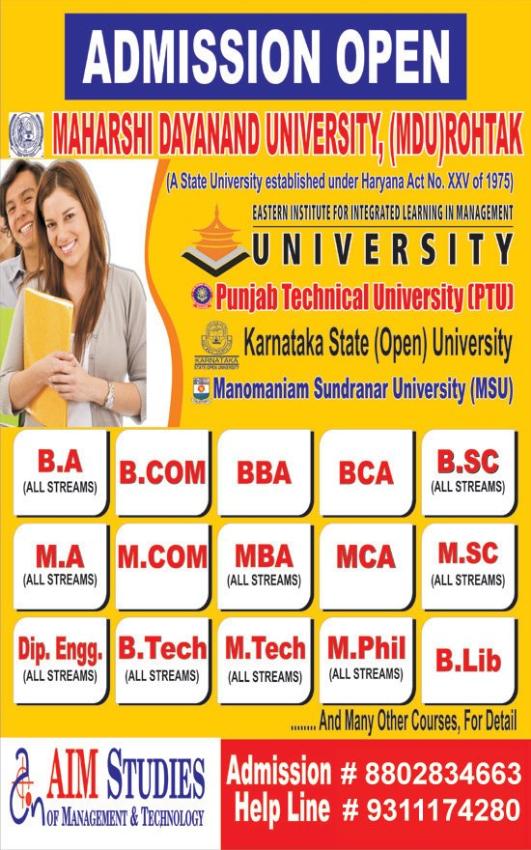 ADMISSION OPEN
MAHARSHI DAYANAND UNIVERSITY, (MDU)ROHTAK
(A State University established under Haryana Act No. XXV of 1975)
EASTERN INSTITUTE FOR INTEGRATED LEARNING IN MANAGEMENT
UNIVERSITY
Punjab Technical University (PTU)
KARNATAKA
STATE OPEN UNIVERSITY
Karnataka State (Open) University
Manomaniam Sundranar University (MSU)
B.A
(ALL STREAMS)
B.COM
BBA
BCA
B.SC
(ALL STREAMS)
M.A
(ALL STREAMS)
M.COM
MBA
(ALL STREAMS)
MCA
M.SC
(ALL STREAMS)
Dip. Engg.
(ALL STREAMS)
B.Tech
(ALL STREAMS)
M.Tech
(ALL STREAMS)
M.Phil
(ALL STREAMS)
B.Lib
........ And Many Other Courses, For Detail
AIM STUDIES
OF MANAGEMENT & TECHNOLOGY
Admission # 8802834663
Help Line # 9311174280